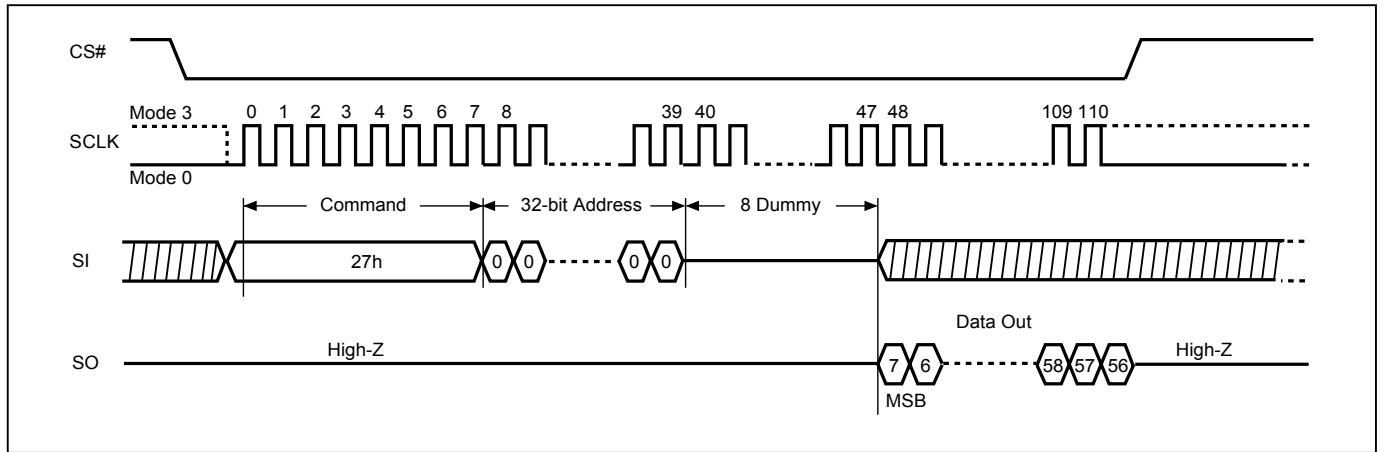 CS#
Mode 3 0 1 2 3 4 5 6 7 8 39 40 47 48 109 110
SCLK
Mode 0
Command 32-bit Address 8 Dummy
SI 27h 0 0 0 0
Data Out
SO High-Z 7 6 58 57 56 High-Z
MSB